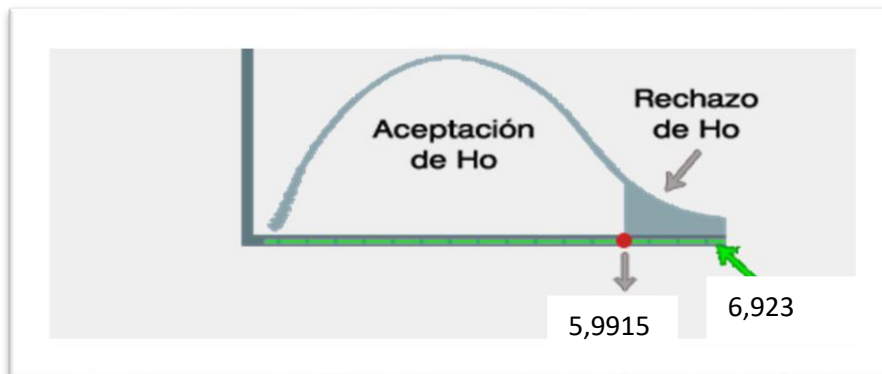 Aceptación
de Ho
Rechazo
de Ho
5,9915
6,923